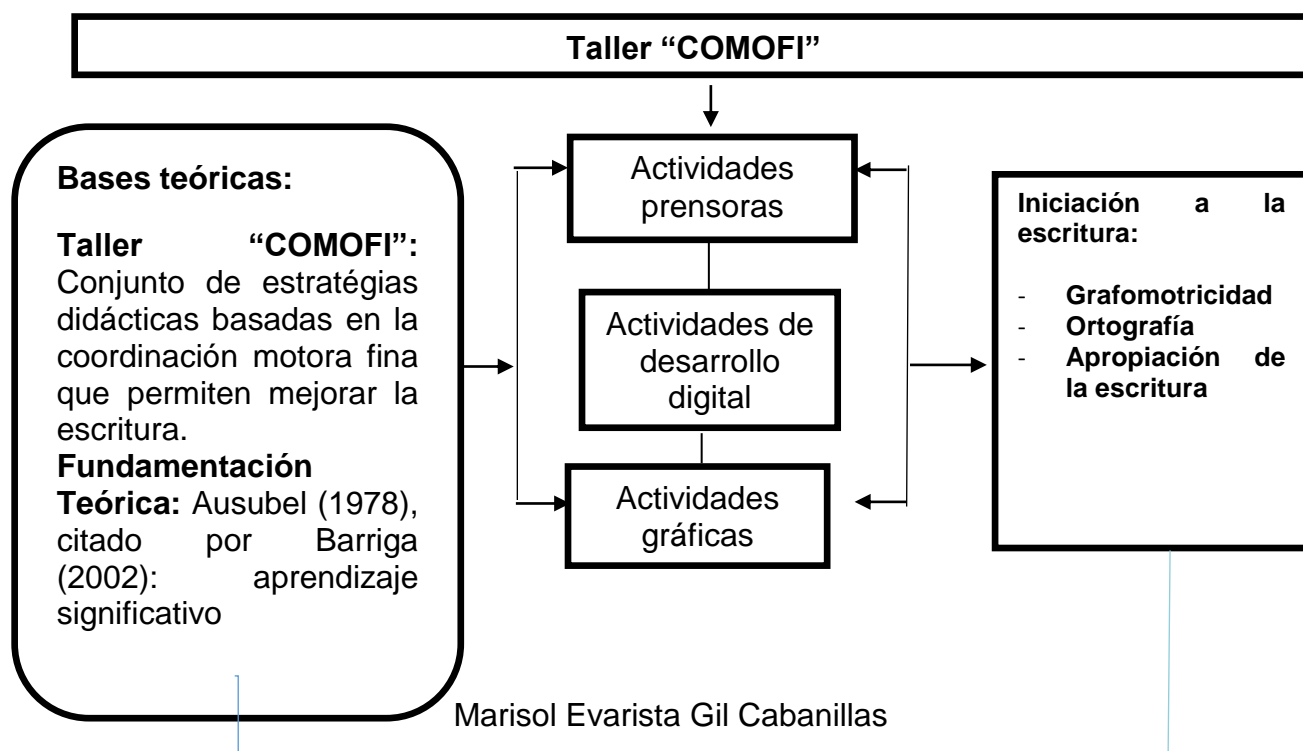 Taller “COMOFI”
Bases teóricas:
Taller “COMOFI”:
Conjunto de estratégias
didácticas basadas en la
coordinación motora fina
que permiten mejorar la
escritura.
Fundamentación
Teórica: Ausubel (1978),
citado por Barriga
(2002): aprendizaje
significativo
Actividades
prensoras
Actividades de
desarrollo
digital
Actividades
gráficas
Iniciación a la
escritura:
- Grafomotricidad
- Ortografía
- Apropiación de
la escritura
Marisol Evarista Gil Cabanillas